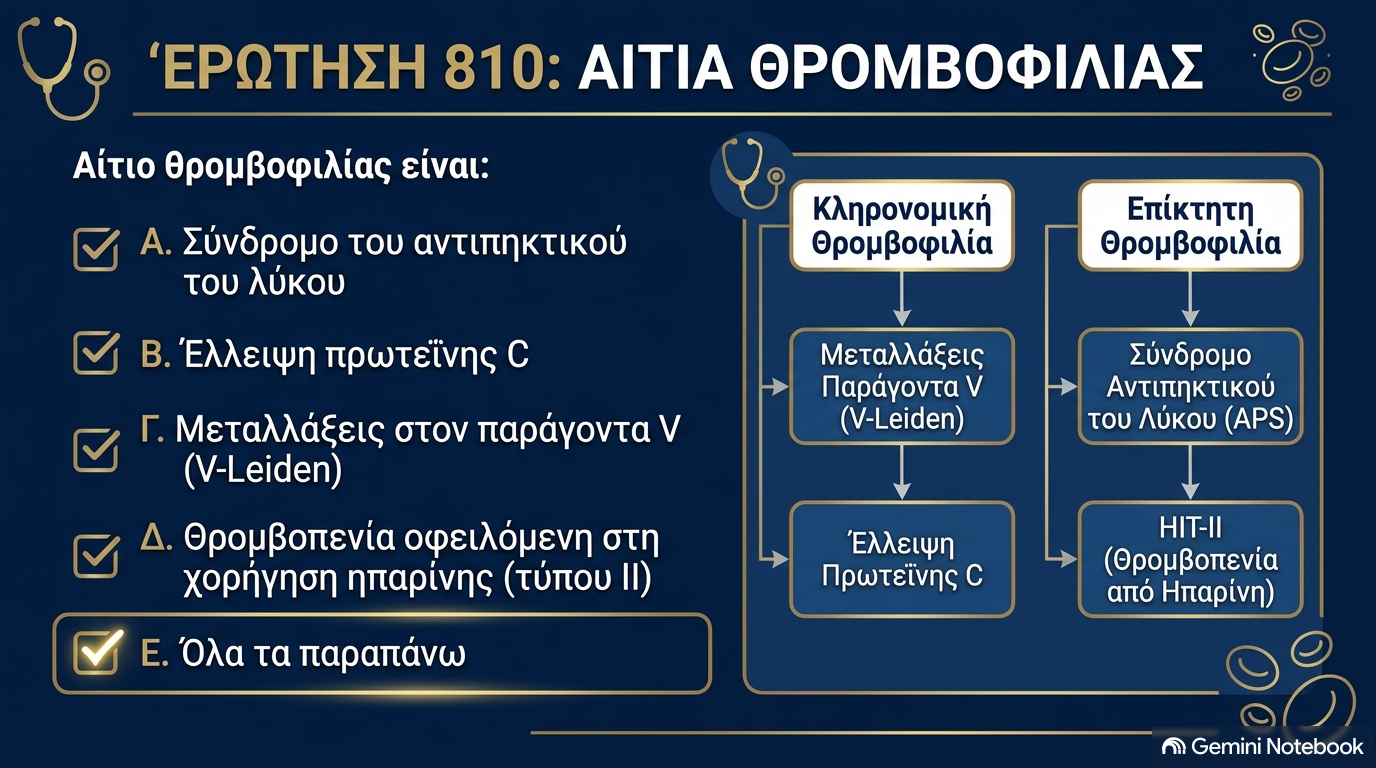 ‘ΕΡΩΤΗΣΗ 810: ΑΙΤΙΑ ΘΡΟΜΒΟΦΙΛΙΑΣ
Αίτιο θρομβοφιλίας είναι:
Α. Σύνδρομο του αντιπηκτικού
του λύκου
Β. Έλλειψη πρωτεΐνης C
Γ. Μεταλλάξεις στον παράγοντα V
(V-Leiden)
Δ. Θρομβοπενία οφειλόμενη στη
χορήγηση ηπαρίνης (τύπου ΙΙ)
Ε. Όλα τα παραπάνω
Κληρονομική
Θρομβοφιλία
Μεταλλάξεις
Παράγοντα V
(V-Leiden)
Έλλειψη
Πρωτεΐνης C
Επίκτητη
Θρομβοφιλία
Σύνδρομο
Αντιπηκτικού
του Λύκου (APS)
HIT-II
(Θρομβοπενία
από Ηπαρίνη)
Gemini Notebook